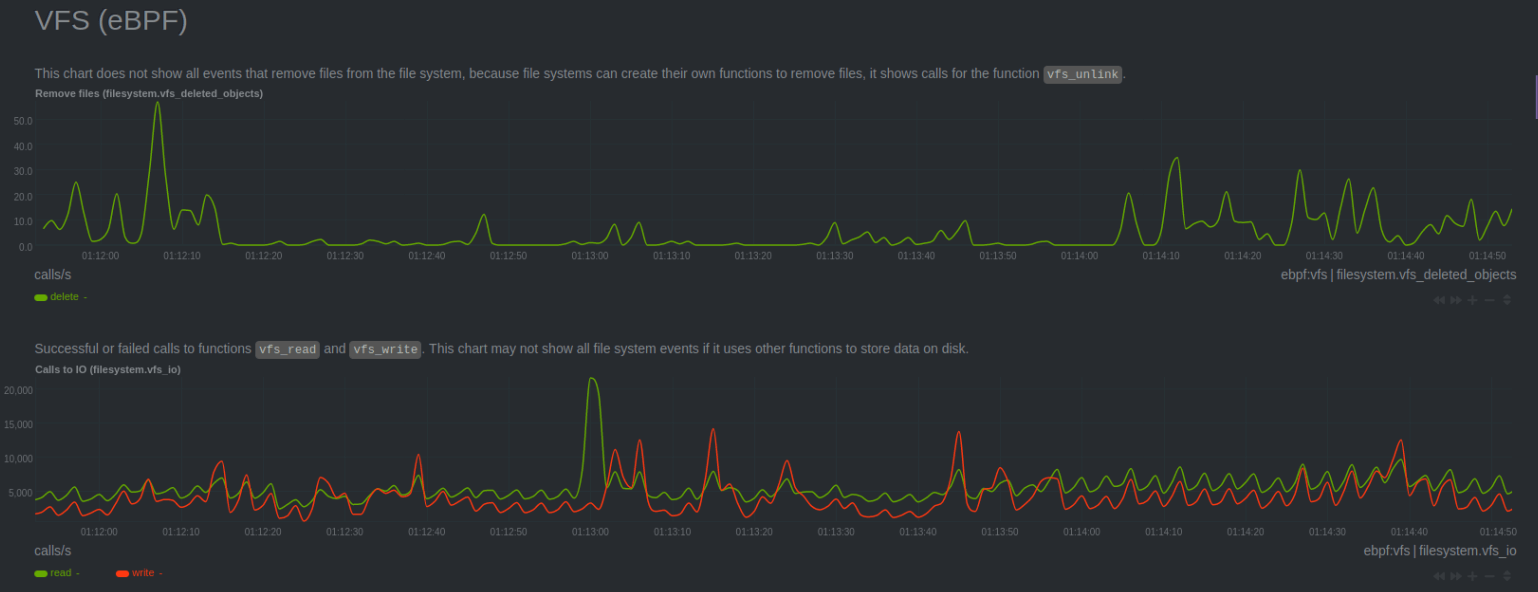 VFS (eBPF)
This chart does not show all events that remove files from the file system, because file systems can create their own functions to remove files, it shows calls for the function vfs_unlink.
Remove files (filesystem.vfs_deleted_objects)
50.0
40.0
30.0
20.0
10.0
0.0
01:12:00 01:12:10 01:12:20 01:12:30 01:12:40 01:12:50 01:13:00 01:13:10 01:13:20 01:13:30 01:13:40 01:13:50 01:14:00 01:14:10 01:14:20 01:14:30 01:14:40 01:14:50
calls/s ebpf:vfs | filesystem.vfs_deleted_objects
delete -
Successful or failed calls to functions vfs_read and vfs_write. This chart may not show all file system events if it uses other functions to store data on disk.
Calls to IO (filesystem.vfs_io)
20,000
15,000
10,000
5,000
01:12:00 01:12:10 01:12:20 01:12:30 01:12:40 01:12:50 01:13:00 01:13:10 01:13:20 01:13:30 01:13:40 01:13:50 01:14:00 01:14:10 01:14:20 01:14:30 01:14:40 01:14:50
calls/s ebpf:vfs | filesystem.vfs_io
read - write -